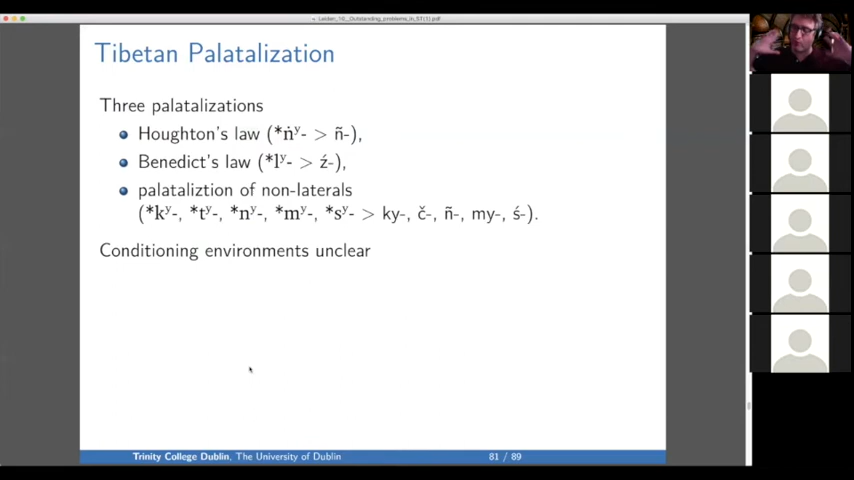 Leiden_10__Outstanding_problems_in_ST(1).pdf
Tibetan Palatalization
Three palatalizations
Houghton's law (*ṅʸ- > ñ-),
Benedict's law (*lʸ- > ź-),
palataliztion of non-laterals
(*kʸ-, *tʸ-, *nʸ-, *mʸ-, *sʸ- > ky-, č-, ñ-, my-, ś-).
Conditioning environments unclear
Trinity College Dublin, The University of Dublin 81 / 89